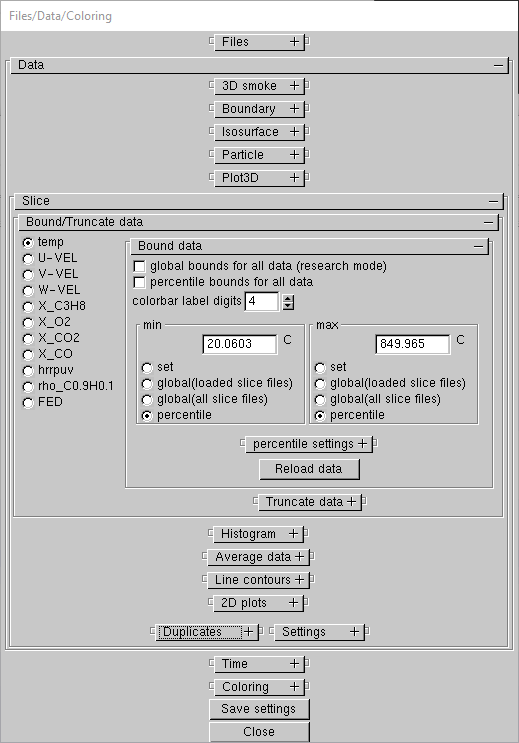 Files/Data/Coloring
Files +
Data −
3D smoke +
Boundary +
Isosurface +
Particle +
Plot3D +
Slice −
Bound/Truncate data −
temp
U-VEL
V-VEL
W-VEL
X_C3H8
X_O2
X_CO2
X_CO
hrrpuv
rho_C0.9H0.1
FED
Bound data −
global bounds for all data (research mode)
percentile bounds for all data
colorbar label digits 4
min
20.0603 C
set
global(loaded slice files)
global(all slice files)
percentile
max
849.965 C
set
global(loaded slice files)
global(all slice files)
percentile
percentile settings +
Reload data
Truncate data +
Histogram +
Average data +
Line contours +
2D plots +
Duplicates + Settings +
Time +
Coloring +
Save settings
Close